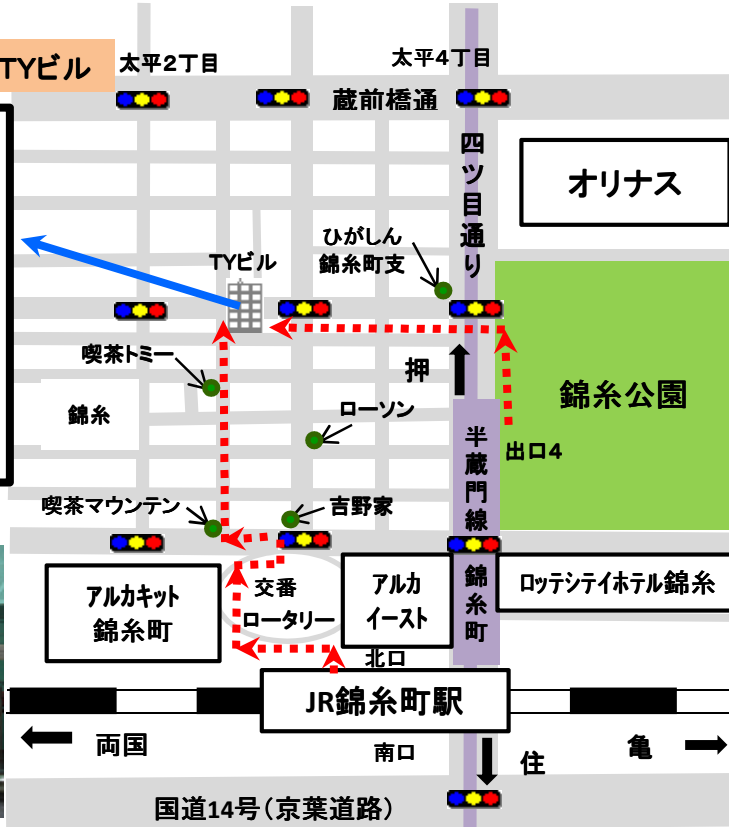 TYビル
太平2丁目
太平4丁目
蔵前橋通
四ツ目通り
オリナス
ひがしん
錦糸町支
TYビル
喫茶トミー
押
錦糸公園
錦糸
ローソン
半蔵門線
出口4
喫茶マウンテン
吉野家
アルカキット
錦糸町
交番
ロータリー
アルカ
イースト
錦糸町
ロッテシテイホテル錦糸
北口
JR錦糸町駅
両国
南口
住
亀
国道14号(京葉道路)